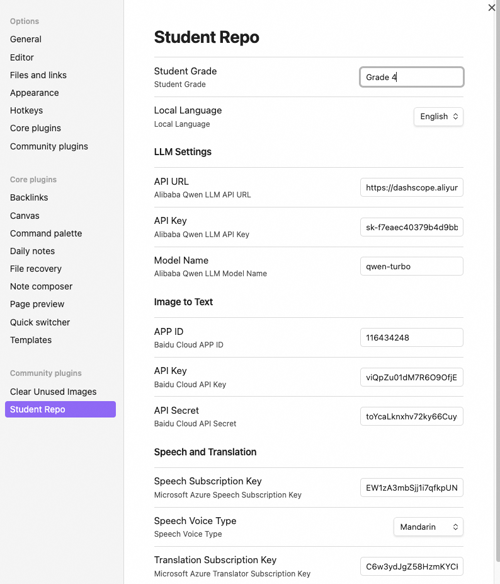 Options
General
Editor
Files and links
Appearance
Hotkeys
Core plugins
Community plugins
Core plugins
Backlinks
Canvas
Command palette
Daily notes
File recovery
Note composer
Page preview
Quick switcher
Templates
Community plugins
Clear Unused Images
Student Repo
Student Repo
Student Grade
Student Grade
Grade 4
Local Language
Local Language
English
LLM Settings
API URL
Alibaba Qwen LLM API URL
https://dashscope.aliyur
API Key
Alibaba Qwen LLM API Key
sk-f7eaec40379b4d9bb
Model Name
Alibaba Qwen LLM Model Name
qwen-turbo
Image to Text
APP ID
Baidu Cloud APP ID
116434248
API Key
Baidu Cloud API Key
viQpZu01dM7R6O9OfjE
API Secret
Baidu Cloud API Secret
toYcaLknxhv72ky66Cuy
Speech and Translation
Speech Subscription Key
Microsoft Azure Speech Subscription Key
EW1zA3mbSjj1i7qfkpUN
Speech Voice Type
Speech Voice Type
Mandarin
Translation Subscription Key
Microsoft Azure Translator Subscription Key
C6w3ydJgZ58HzmKYCI